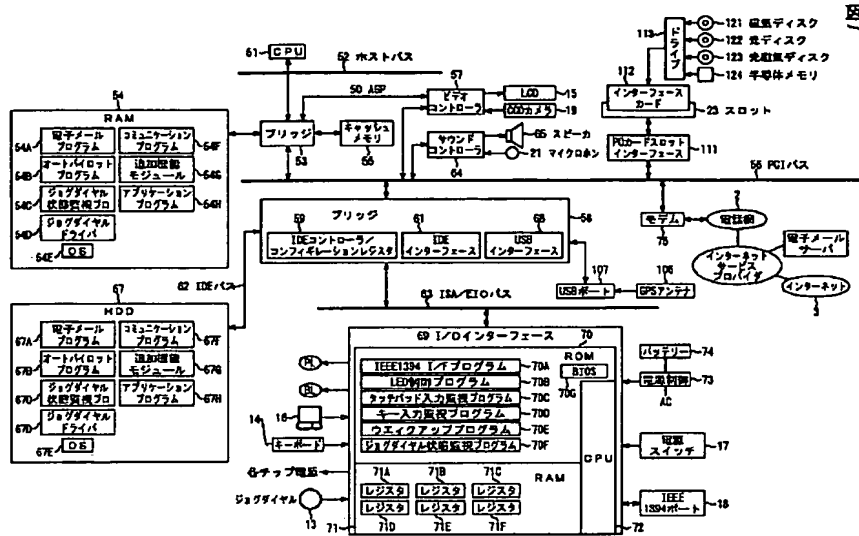 図7
51
CPU
52 ホストバス
50 AGP
53
ブリッジ
キャッシュ
メモリ
55
57
ビデオ
コントローラ
LCD
15
CCDカメラ
19
サウンド
コントローラ
64
65 スピーカ
21 マイクロホン
113
ドライブ
121 磁気ディスク
122 光ディスク
123 光磁気ディスク
124 半導体メモリ
112
インターフェース
カード
23 スロット
PCカードスロット
インターフェース
111
56 PCIバス
54
RAM
54A
電子メール
プログラム
コミュニケーション
プログラム
54F
54B
オートパイロット
プログラム
追加機能
モジュール
54G
54C
ジョグダイヤル
状態監視プロ
アプリケーション
プログラム
54H
54D
ジョグダイヤル
ドライバ
54E
OS
ブリッジ
58
59
IDEコントローラ/
コンフィギレーションレジスタ
61
IDE
インターフェース
68
USB
インターフェース
モデム
75
2
電話網
インターネット
サービス
プロバイダ
電子メール
サーバ
インターネット
3
107
USBポート
106
GPSアンテナ
62 IDEバス
63 ISA/EIOバス
67
HDD
67A
電子メール
プログラム
コミュニケーション
プログラム
67F
67B
オートパイロット
プログラム
追加機能
モジュール
67G
67C
ジョグダイヤル
状態監視プロ
アプリケーション
プログラム
67H
67D
ジョグダイヤル
ドライバ
67E
OS
69 I/Oインターフェース
70
ROM
IEEE1394 I/Fプログラム
70A
LED制御プログラム
70B
タッチパッド入力監視プログラム
70C
キー入力監視プログラム
70D
ウエイクアッププログラム
70E
ジョグダイヤル状態監視プログラム
70F
BIOS
70G
CPU
72
PL
BL
16
14
キーボード
各チップ電源
ジョグダイヤル
13
RAM
71
71A
71B
71C
レジスタ
レジスタ
レジスタ
レジスタ
レジスタ
レジスタ
71D
71E
71F
バッテリー
74
電源制御
73
AC
電源
スイッチ
17
IEEE
1394ポート
18